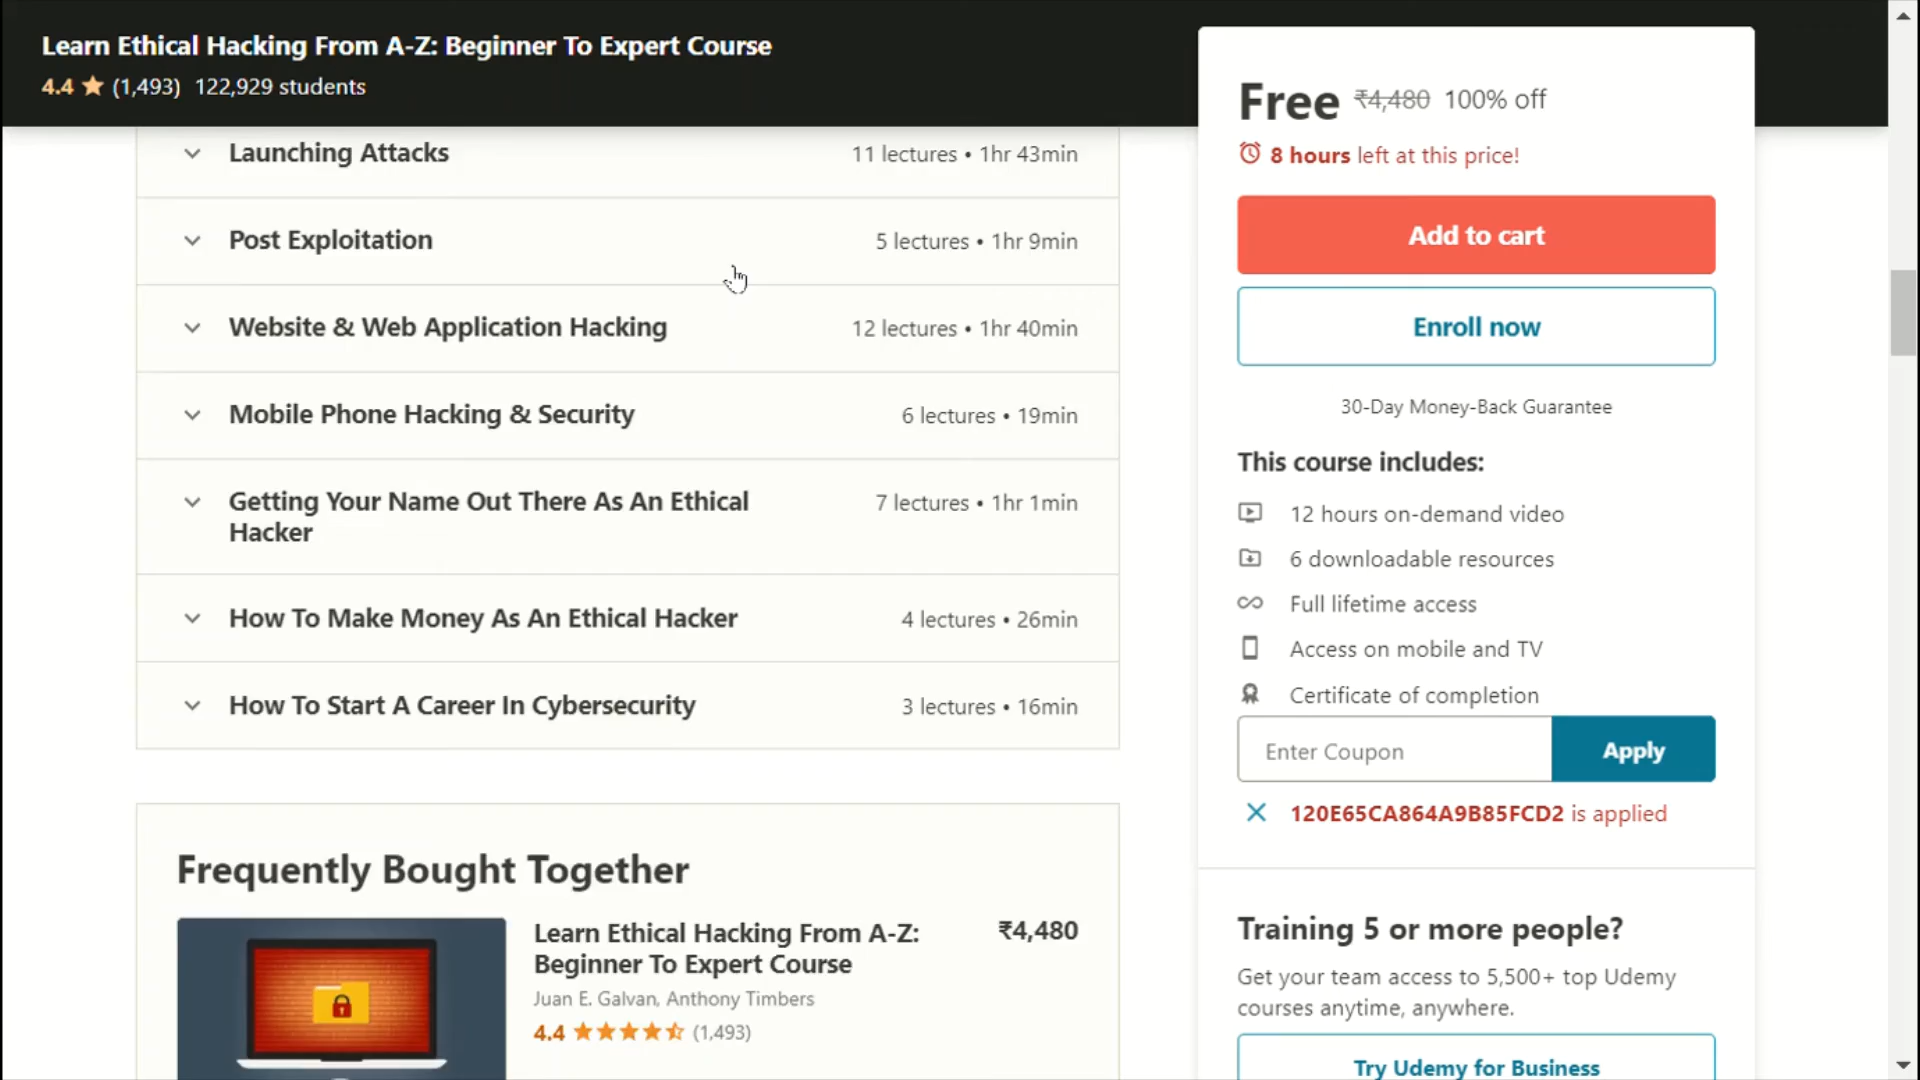 Learn Ethical Hacking From A-Z: Beginner To Expert Course
4.4 ★ (1,493) 122,929 students
Launching Attacks 11 lectures • 1hr 43min
Post Exploitation 5 lectures • 1hr 9min
Website & Web Application Hacking 12 lectures • 1hr 40min
Mobile Phone Hacking & Security 6 lectures • 19min
Getting Your Name Out There As An Ethical 7 lectures • 1hr 1min
Hacker
How To Make Money As An Ethical Hacker 4 lectures • 26min
How To Start A Career In Cybersecurity 3 lectures • 16min
Frequently Bought Together
Learn Ethical Hacking From A-Z: ₹4,480
Beginner To Expert Course
Juan E. Galvan, Anthony Timbers
4.4 (1,493)
Free ₹4,480 100% off
8 hours left at this price!
Add to cart
Enroll now
30-Day Money-Back Guarantee
This course includes:
12 hours on-demand video
6 downloadable resources
Full lifetime access
Access on mobile and TV
Certificate of completion
Enter Coupon Apply
120E65CA864A9B85FCD2 is applied
Training 5 or more people?
Get your team access to 5,500+ top Udemy
courses anytime, anywhere.
Try Udemy for Business